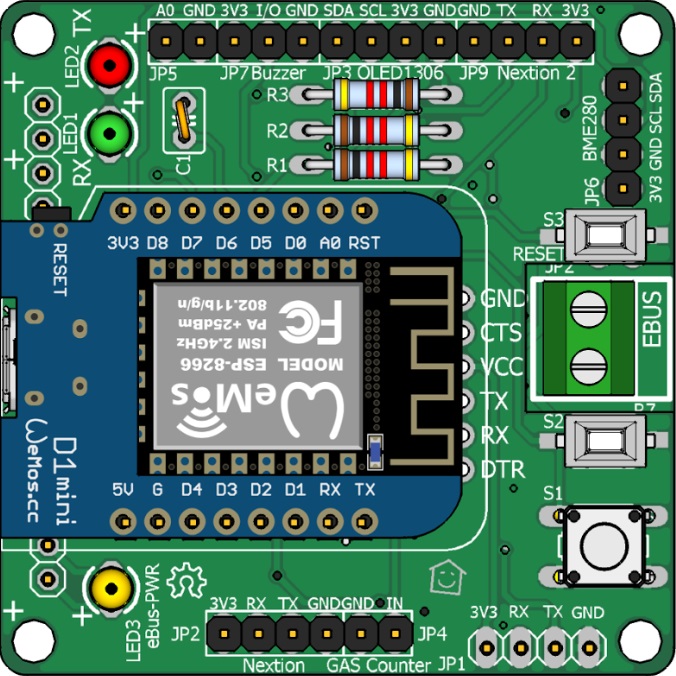 A0 GND 3V3 I/O GND SDA SCL 3V3 GND GND TX RX 3V3
JP5 JP7 Buzzer JP3 OLED1306 JP9 Nextion 2
TX
LED2
LED1
RX
C1
R3
R2
R1
BME280
JP6
SDA
SCL
GND
3V3
S3
RESET
JP2
EBUS
3V3 D8 D7 D6 D5 D0 A0 RST
RESET
WeMos
MODEL ESP-8266
ISM 2.4GHz
PA +25dBm
802.11b/g/n
FC
GND
CTS
VCC
TX
RX
DTR
S2
S1
5V G D4 D3 D2 D1 RX TX
D1 mini
WeMos.cc
LED3
eBus-PWR
3V3 RX TX GND GND IN
JP2 JP4
Nextion GAS Counter
JP1
3V3 RX TX GND